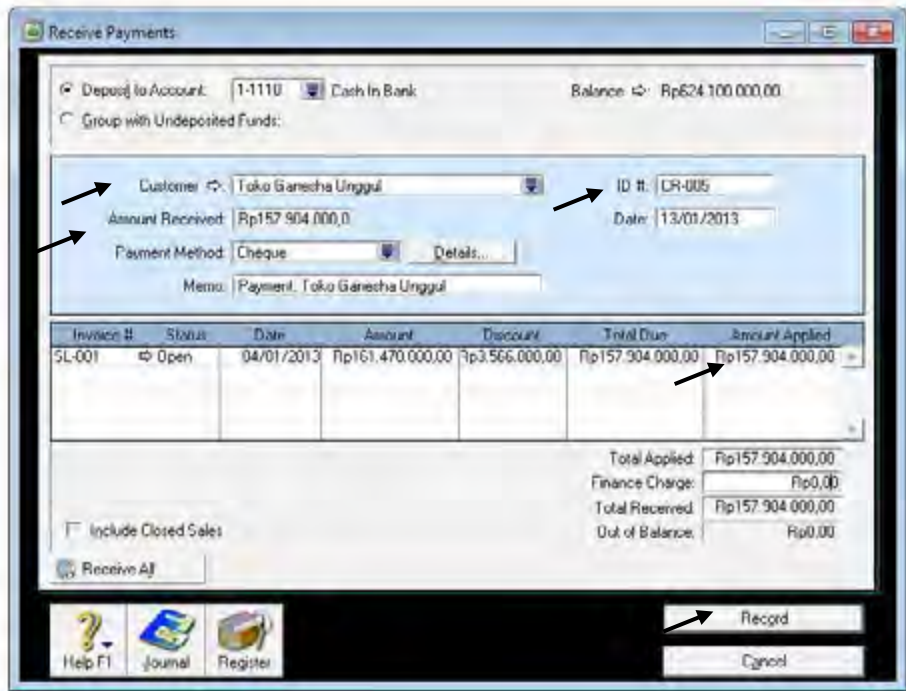 Receive Payments
Deposit to Account: 1-1110 Cash In Bank Balance ⇨ Rp624.100.000,00
Group with Undeposited Funds:
Customer ⇨: Toko Ganecha Unggul ID #: CR-005
Amount Received: Rp157.904.000,0 Date: 13/01/2013
Payment Method: Cheque Details...
Memo: Payment; Toko Ganecha Unggul
Invoice # Status Date Amount Discount Total Due Amount Applied
SL-001 ⇨ Open 04/01/2013 Rp161.470.000,00 Rp3.566.000,00 Rp157.904.000,00 Rp157.904.000,00
Total Applied: Rp157.904.000,00
Finance Charge: Rp0,00
Total Received: Rp157.904.000,00
Include Closed Sales Out of Balance: Rp0,00
Receive All
Record
Help F1 Journal Register Cancel